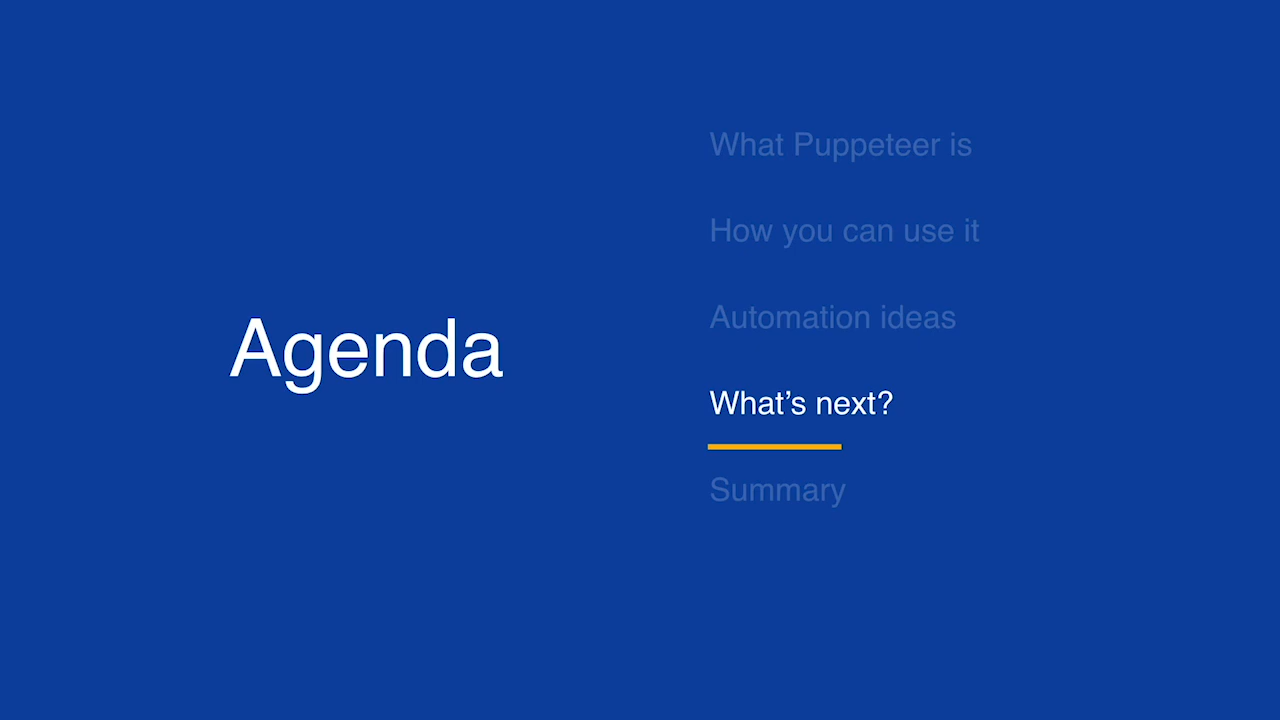 Agenda
What Puppeteer is
How you can use it
Automation ideas
What’s next?
Summary